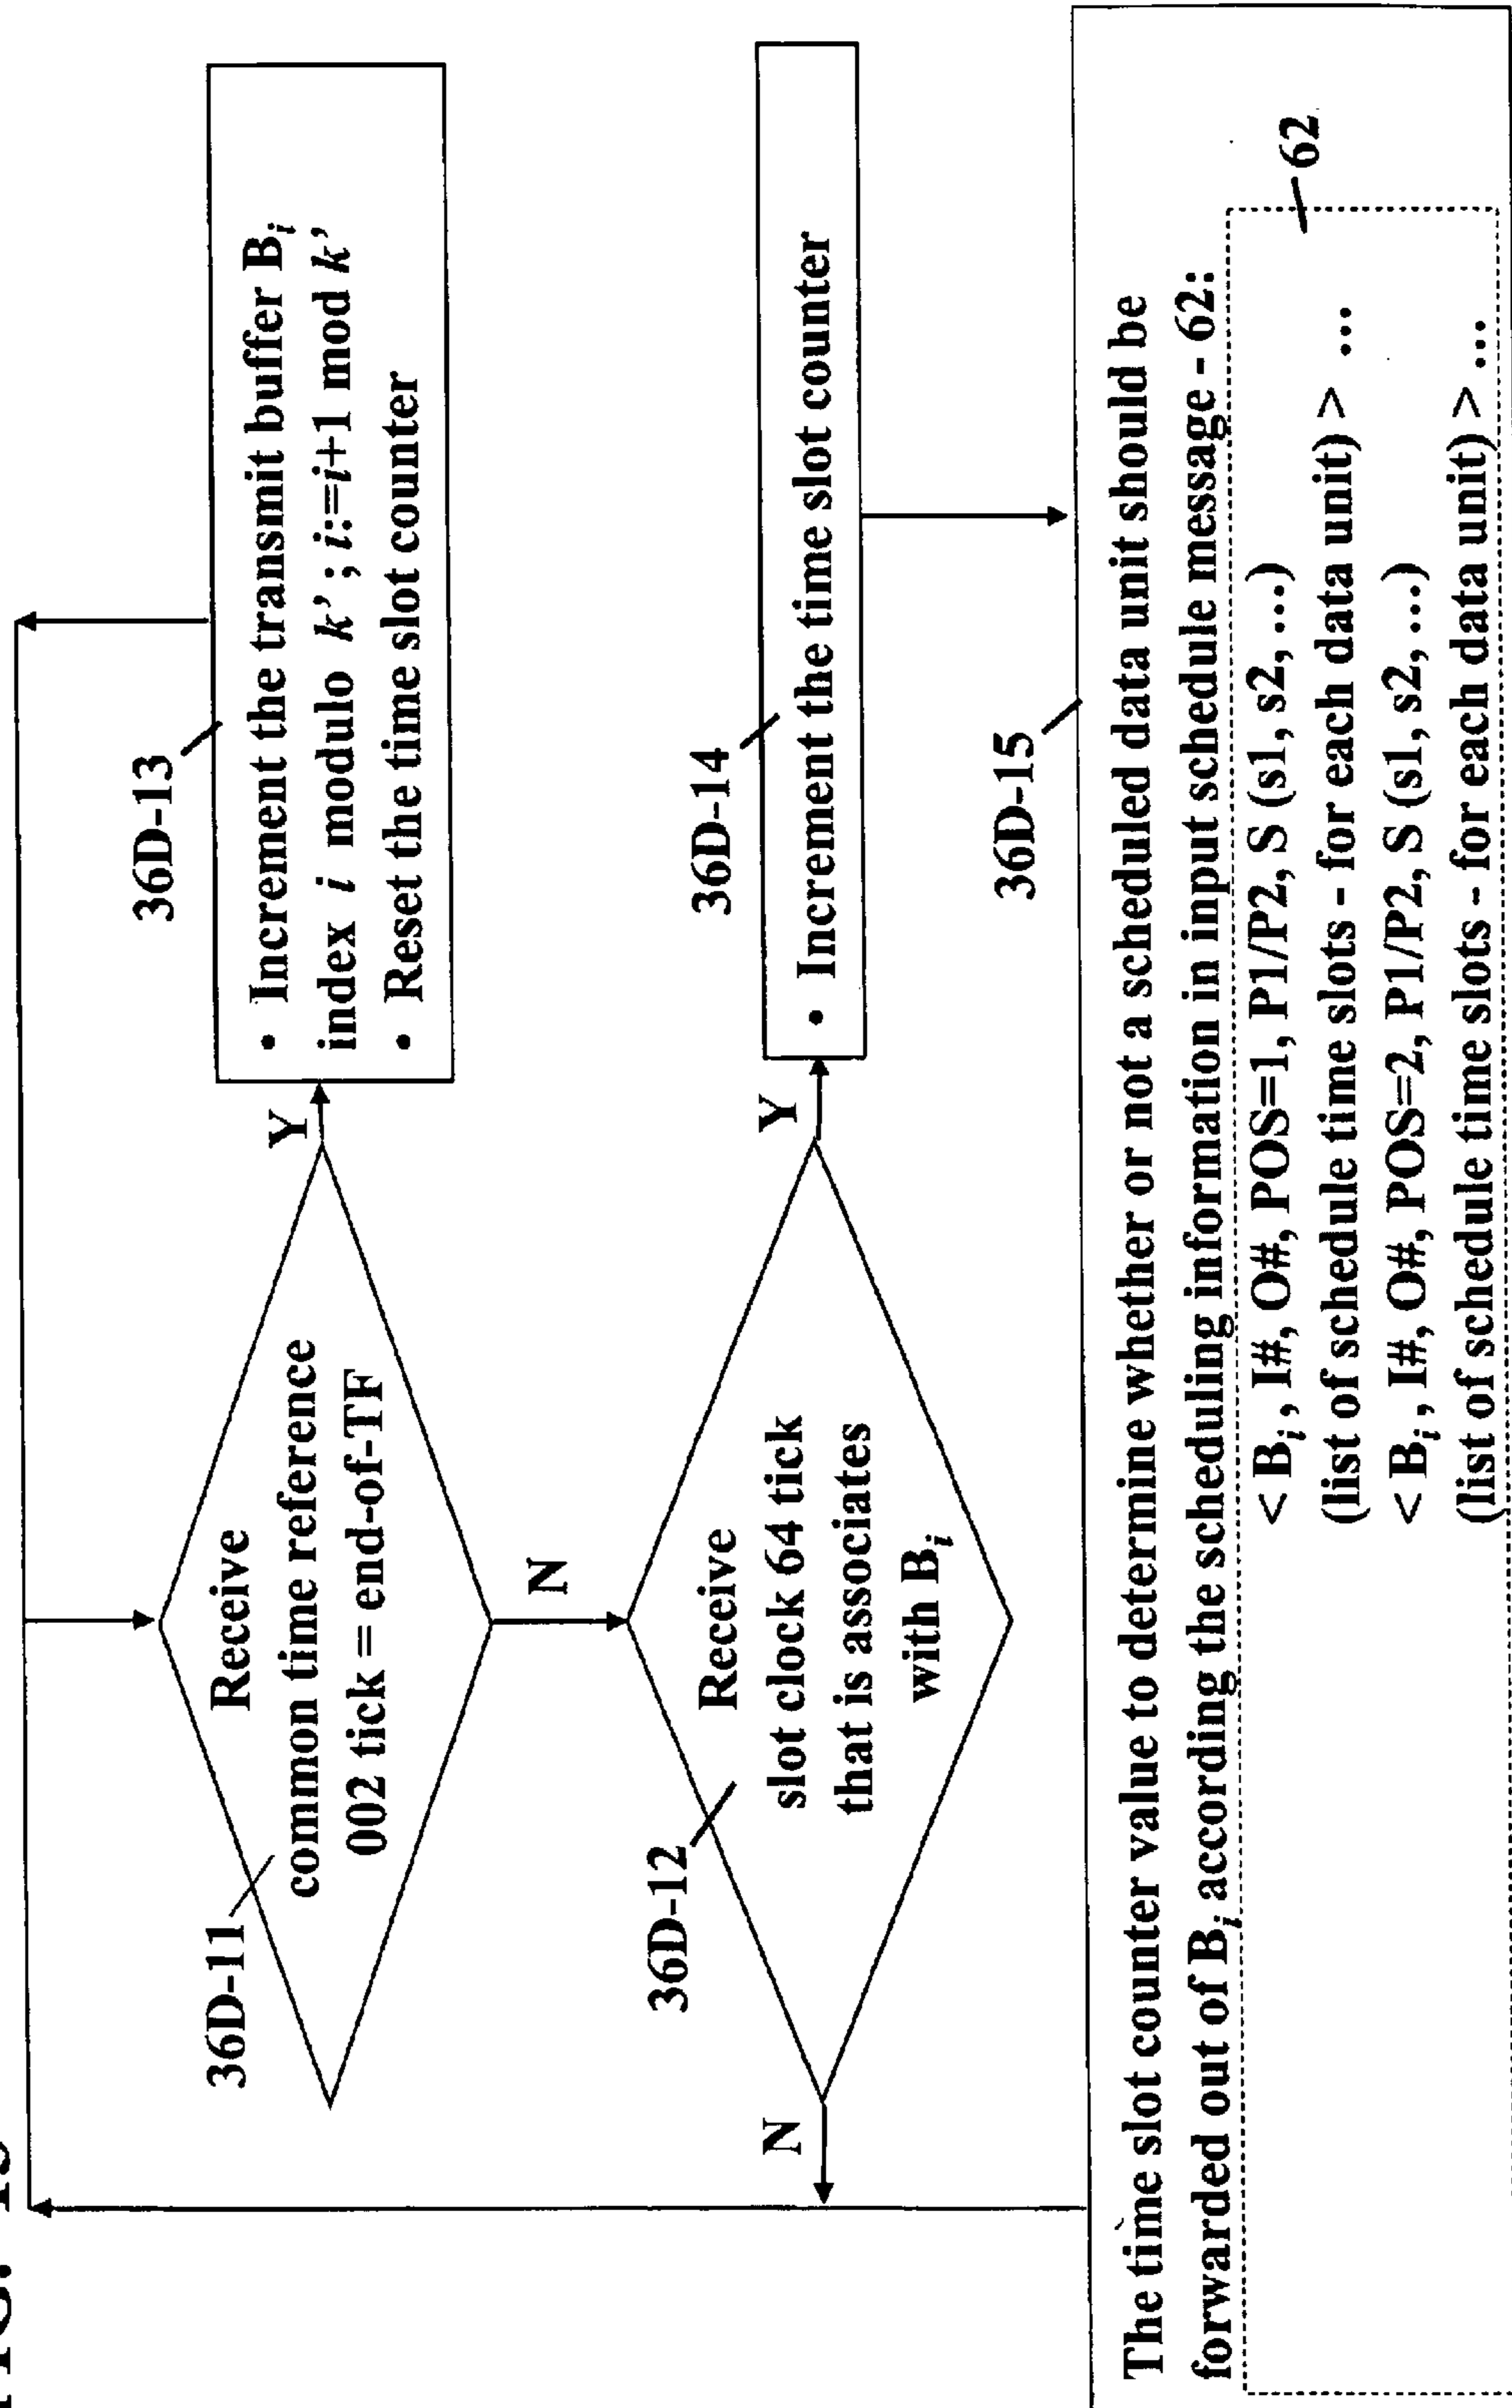 36D-11
Receive
common time reference
002 tick = end-of-TF
Y
36D-13
• Increment the transmit buffer Bi
index i modulo k’; i:=i+1 mod k’
• Reset the time slot counter
N
36D-12
Receive
slot clock 64 tick
that is associates
with Bi
N
Y
36D-14
• Increment the time slot counter
36D-15
The time slot counter value to determine whether or not a scheduled data unit should be
forwarded out of Bi according the scheduling information in input schedule message - 62:
62
< Bi, I#, O#, POS=1, P1/P2, S (s1, s2,...)
(list of schedule time slots - for each data unit) > ...
< Bi, I#, O#, POS=2, P1/P2, S (s1, s2,...)
(list of schedule time slots - for each data unit) > ...